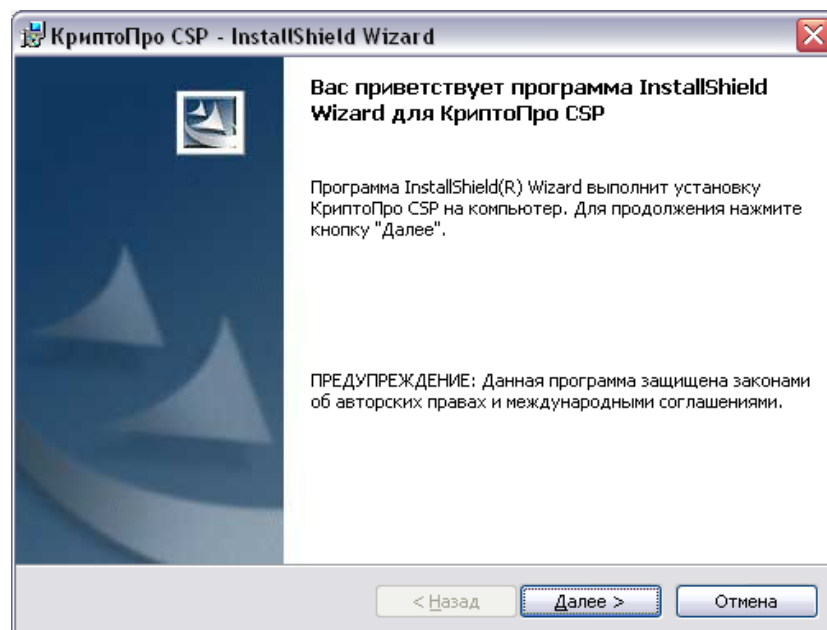 КриптоПро CSP - InstallShield Wizard
Вас приветствует программа InstallShield
Wizard для КриптоПро CSP
Программа InstallShield(R) Wizard выполнит установку
КриптоПро CSP на компьютер. Для продолжения нажмите
кнопку "Далее".
ПРЕДУПРЕЖДЕНИЕ: Данная программа защищена законами
об авторских правах и международными соглашениями.
< Назад Далее > Отмена